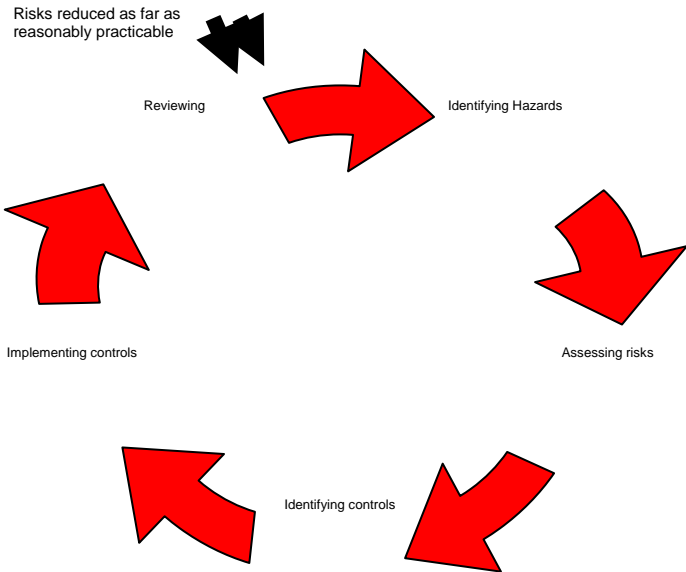 Risks reduced as far as
reasonably practicable
Reviewing
Identifying Hazards
Assessing risks
Identifying controls
Implementing controls